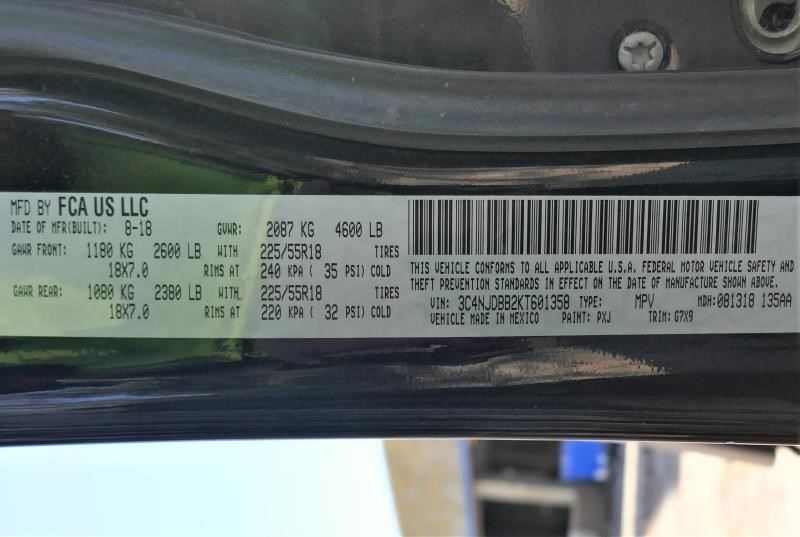 MFD BY FCA US LLC
DATE OF MFR(BUILT): 8-18 GVWR: 2087 KG 4600 LB
GAWR FRONT: 1180 KG 2600 LB WITH 225/55R18 TIRES
18X7.0 RIMS AT 240 KPA ( 35 PSI) COLD
GAWR REAR: 1080 KG 2380 LB WITH 225/55R18 TIRES
18X7.0 RIMS AT 220 KPA ( 32 PSI) COLD
THIS VEHICLE CONFORMS TO ALL APPLICABLE U.S.A. FEDERAL MOTOR VEHICLE SAFETY AND
THEFT PREVENTION STANDARDS IN EFFECT ON THE DATE OF MANUFACTURE SHOWN ABOVE.
VIN: 3C4NJDBB2KT601358 TYPE: MPV MDH: 081318 135AA
VEHICLE MADE IN MEXICO PAINT: PXJ TRIM: G7X9